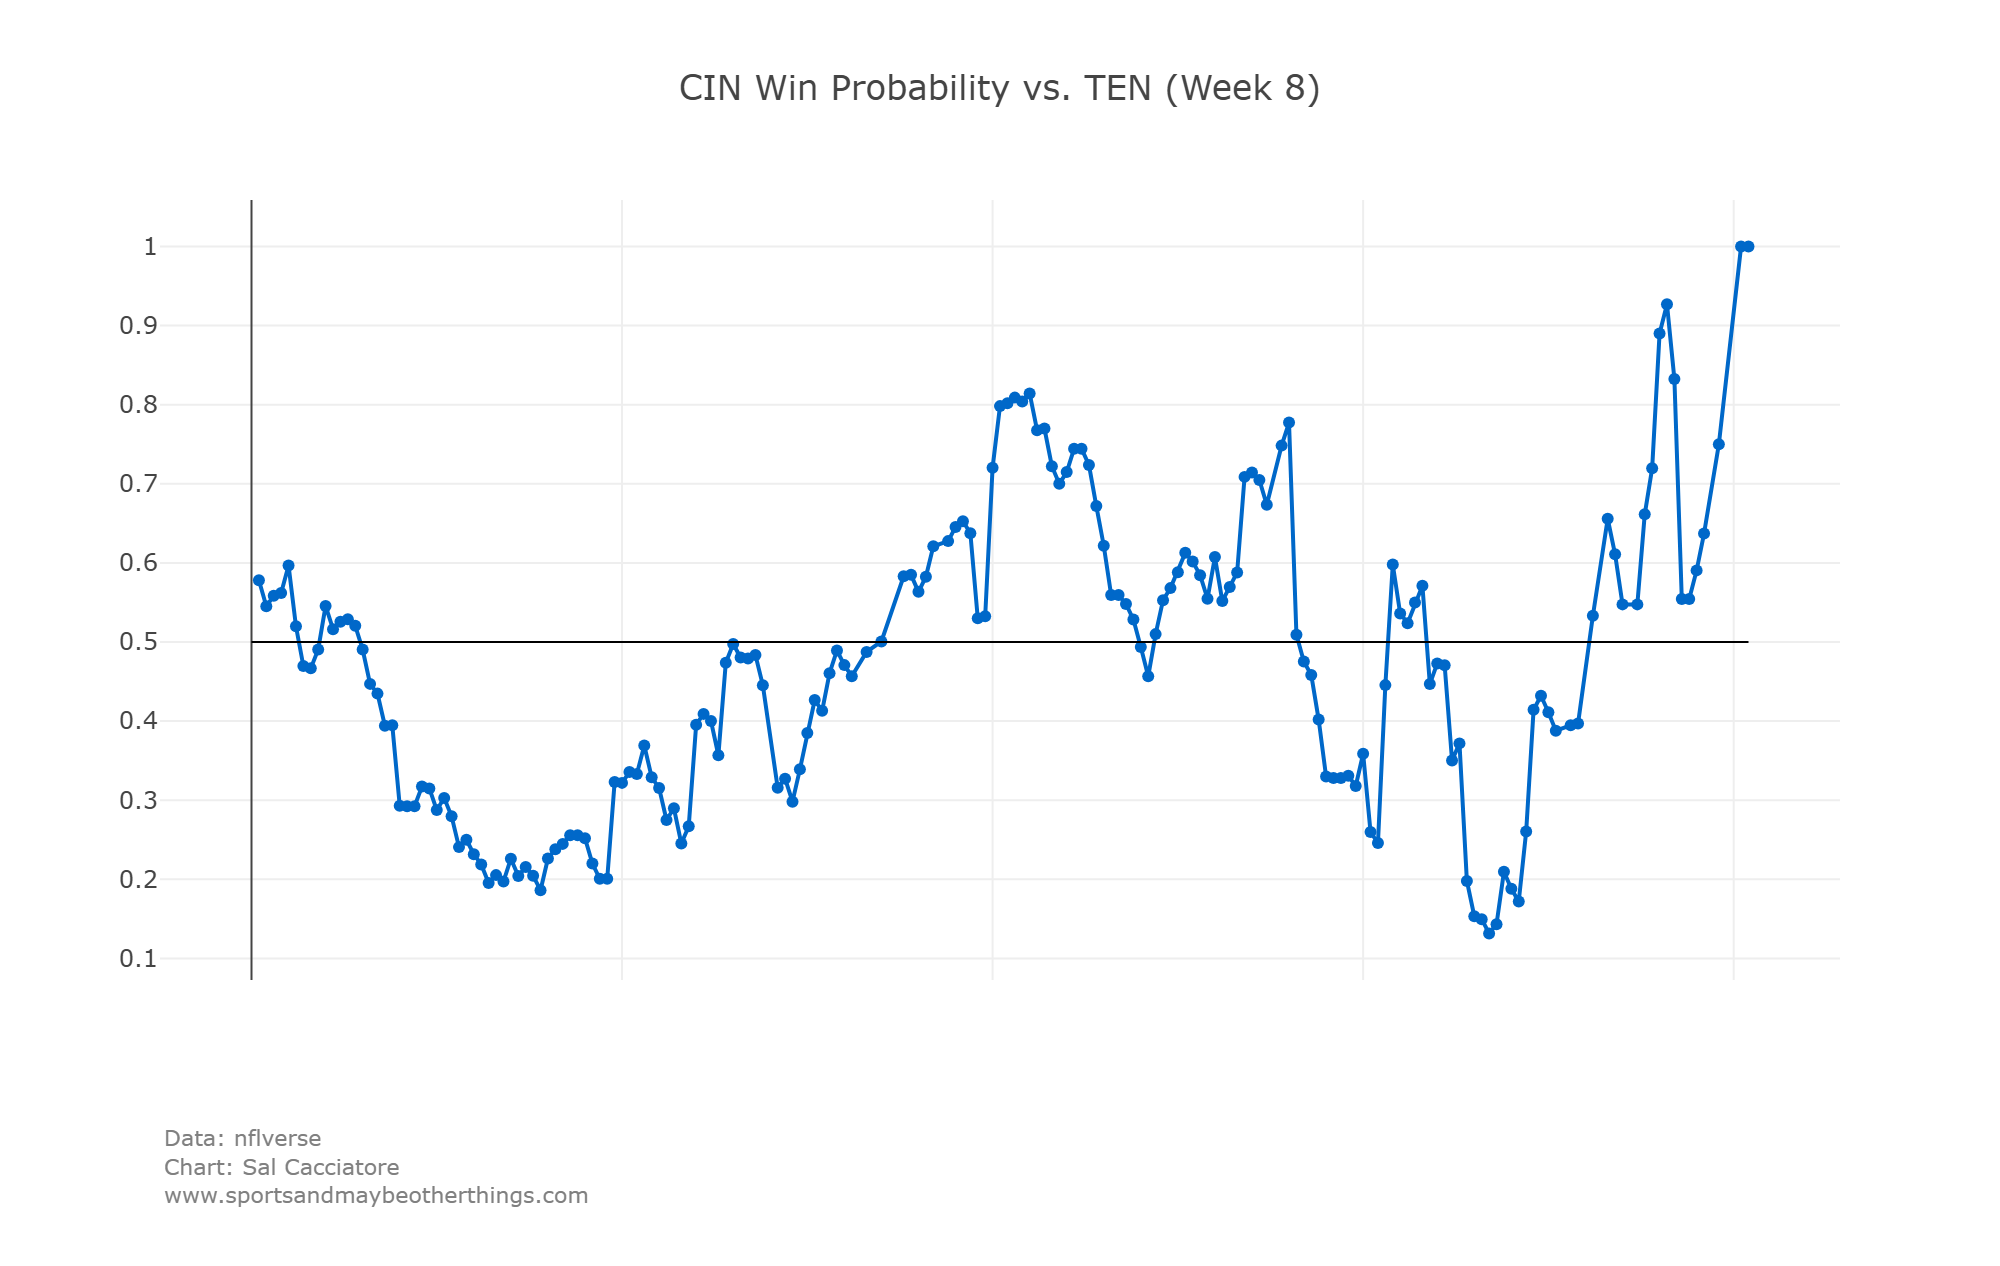 CIN Win Probability vs. TEN (Week 8)
1
0.9
0.8
0.7
0.6
0.5
0.4
0.3
0.2
0.1
Data: nflverse
Chart: Sal Cacciatore
www.sportsandmaybeotherthings.com